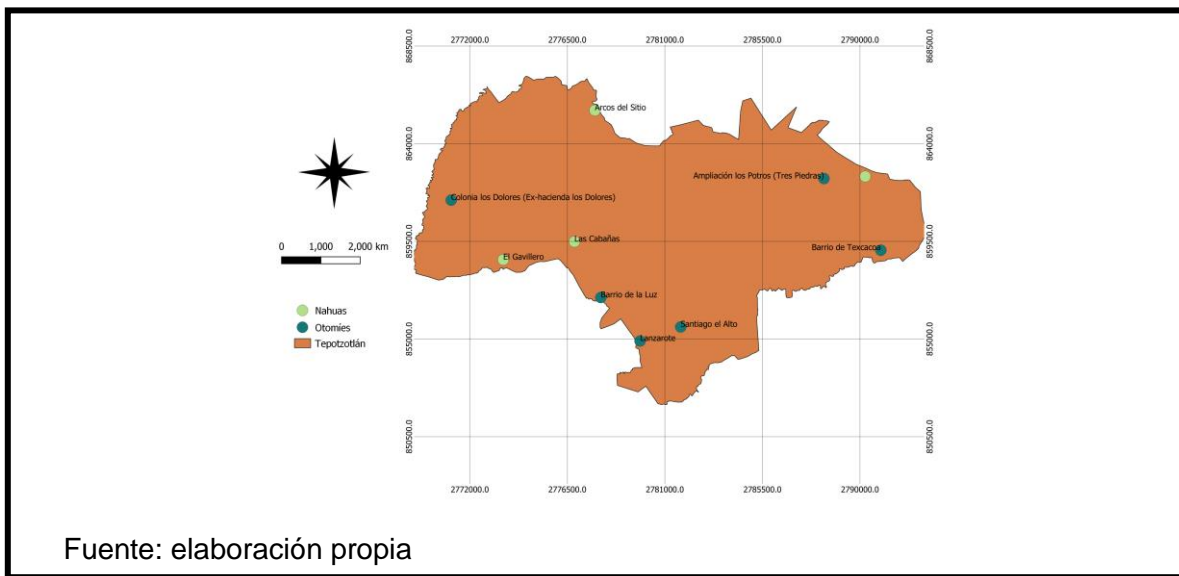 2772000.0 2776500.0 2781000.0 2785500.0 2790000.0
868500.0 868500.0
Arcos del Sitio
864000.0 864000.0
Ampliación los Potros (Tres Piedras)
Colonia los Dolores (Ex-hacienda los Dolores)
Las Cabañas
859500.0 859500.0
Barrio de Texcacoa
0 1,000 2,000 km
El Gavillero
Barrio de la Luz
Nahuas
Santiago el Alto
Otomíes
Lanzarote
Tepotzotlán
855000.0 855000.0
850500.0 850500.0
2772000.0 2776500.0 2781000.0 2785500.0 2790000.0
Fuente: elaboración propia